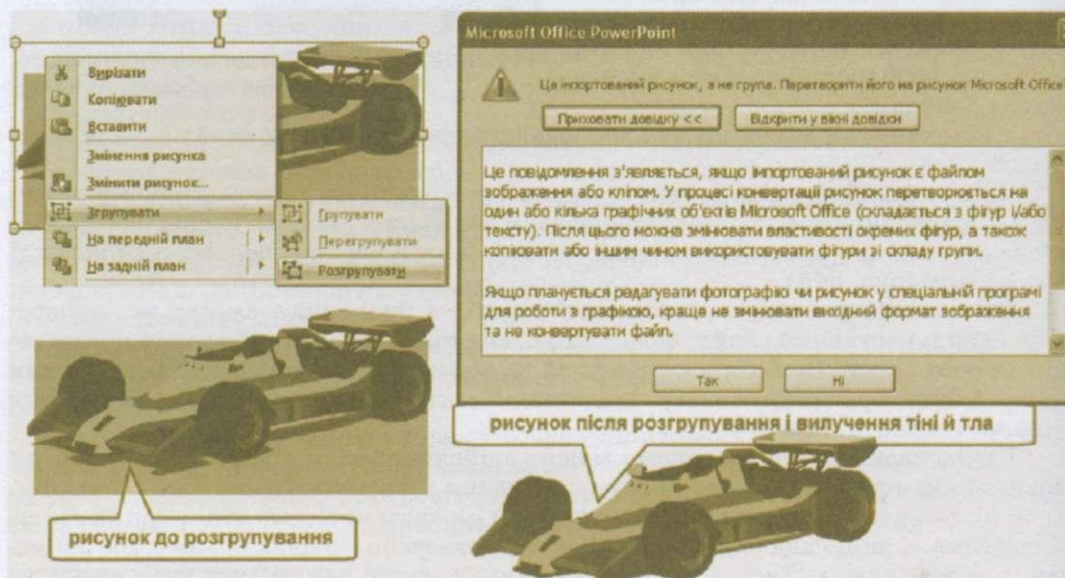 Вирізати
Копіювати
Вставити
Змінення рисунка
Змінити рисунок...
Згрупувати
На передній план
На задній план
Групувати
Перегрупувати
Розгрупувати
Microsoft Office PowerPoint
Це імпортований рисунок, а не група. Перетворити його на рисунок Microsoft Office?
Приховати довідку <<
Відкрити у вікні довідки
Це повідомлення з'являється, якщо імпортований рисунок є файлом
зображення або кліпом. У процесі конвертації рисунок перетворюється на
один або кілька графічних об'єктів Microsoft Office (складається з фігур і/або
тексту). Після цього можна змінювати властивості окремих фігур, а також
копіювати або іншим чином використовувати фігури зі складу групи.
Якщо планується редагувати фотографію чи рисунок у спеціальній програмі
для роботи з графікою, краще не змінювати вихідний формат зображення
та не конвертувати файл.
Так
Ні
рисунок після розгрупування і вилучення тіні й тла
рисунок до розгрупування